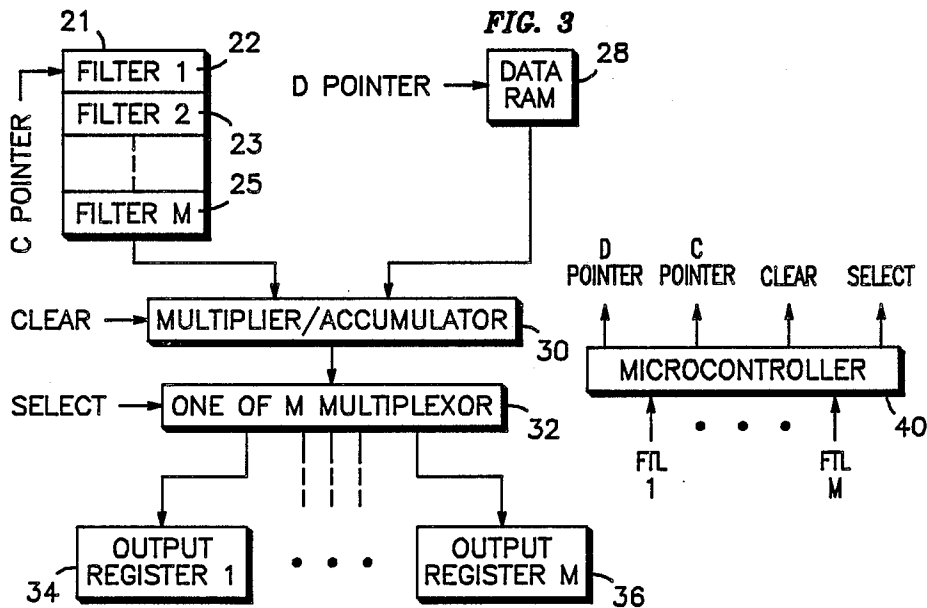 FIG. 3
21
FILTER 1
22
FILTER 2
23
25
FILTER M
C POINTER
D POINTER
DATA
RAM
28
CLEAR
MULTIPLIER/ACCUMULATOR
30
SELECT
ONE OF M MULTIPLEXOR
32
OUTPUT
REGISTER 1
34
OUTPUT
REGISTER M
36
D
POINTER
C
POINTER
CLEAR
SELECT
MICROCONTROLLER
40
FTL
1
FTL
M